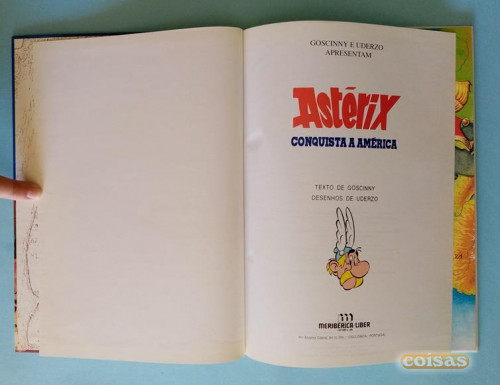 GOSCINNY E UDERZO
APRESENTAM
Astérix
CONQUISTA A AMÉRICA
TEXTO DE GOSCINNY
DESENHOS DE UDERZO
MERIBÉRICA/LIBER
coisas